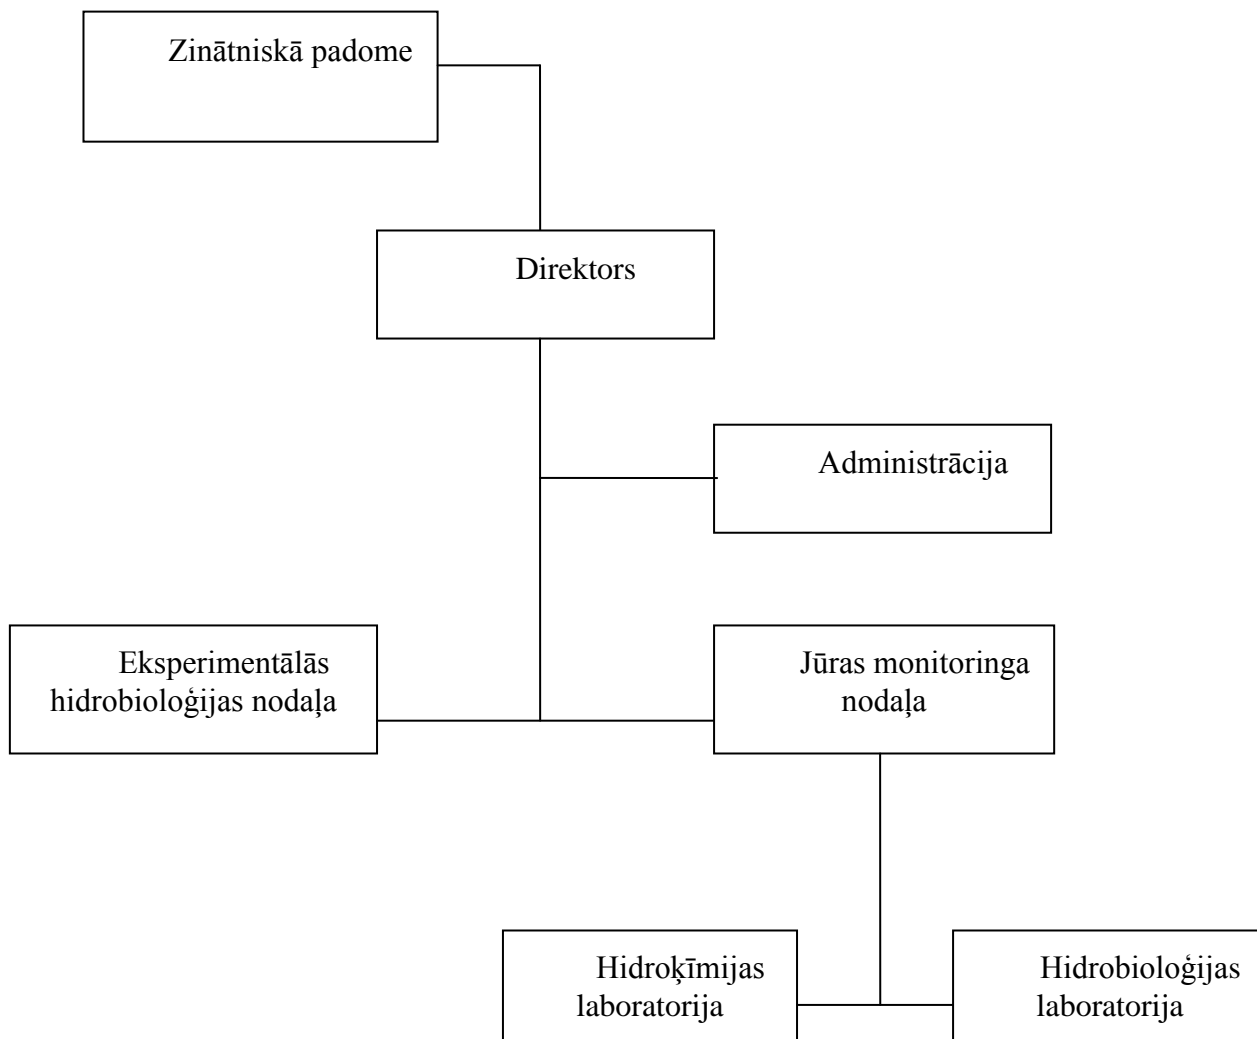 Zinātniskā padome
Direktors
Administrācija
Eksperimentālās
hidrobioloģijas nodaļa
Jūras monitoringa
nodaļa
Hidroķīmijas
laboratorija
Hidrobioloģijas
laboratorija